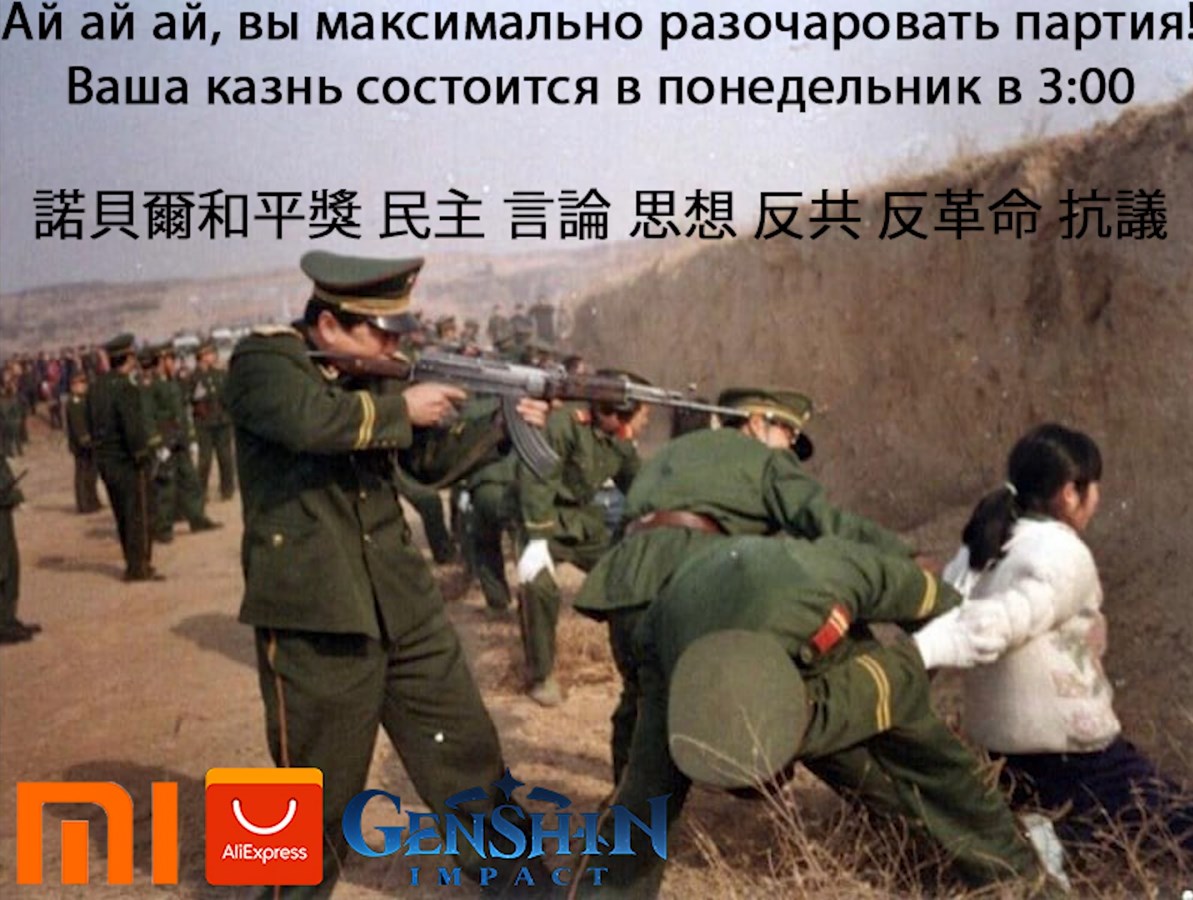 Ай ай ай, вы максимально разочаровать партия!
Ваша казнь состоится в понедельник в 3:00
諾貝爾和平獎 民主 言論 思想 反共 反革命 抗議
MI
AliExpress
GENSHIN
IMPACT